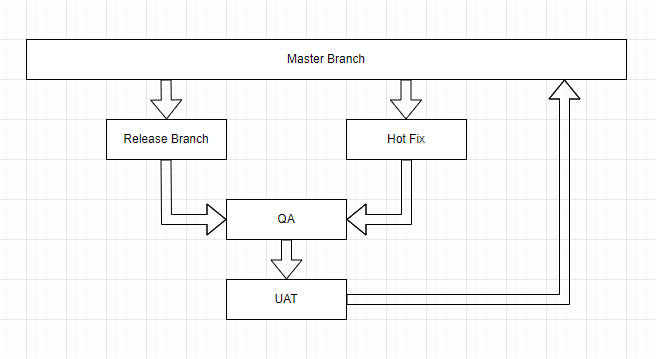 Master Branch
Release Branch
Hot Fix
QA
UAT